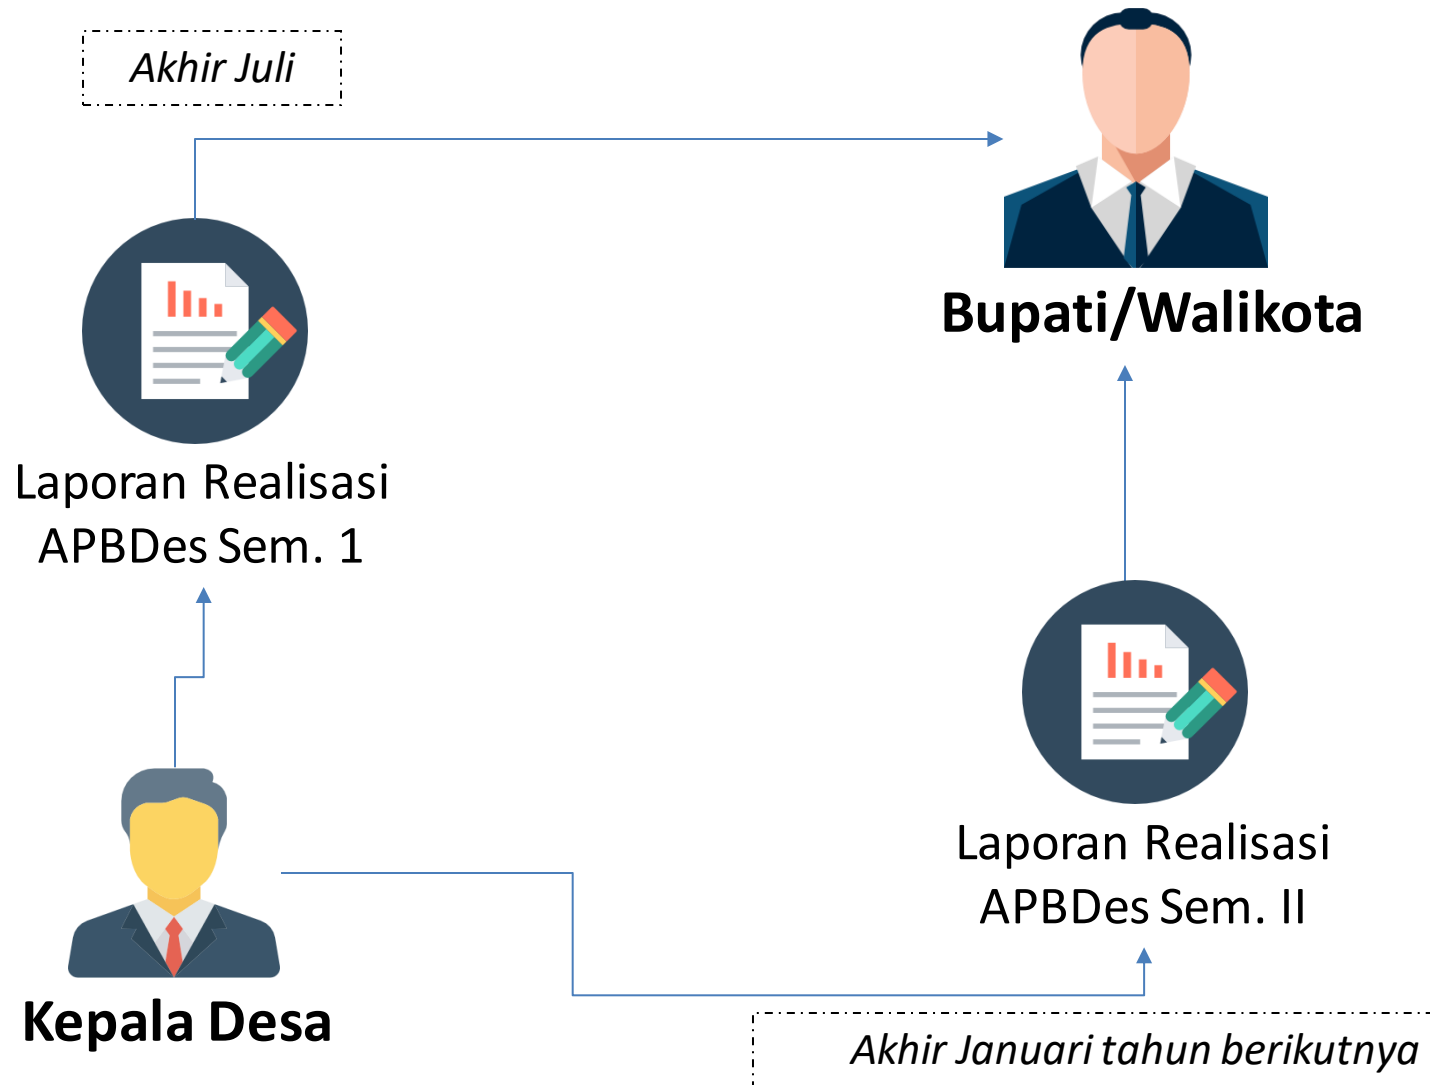 Akhir Juli
Bupati/Walikota
Laporan Realisasi
APBDes Sem. 1
Laporan Realisasi
APBDes Sem. II
Kepala Desa
Akhir Januari tahun berikutnya